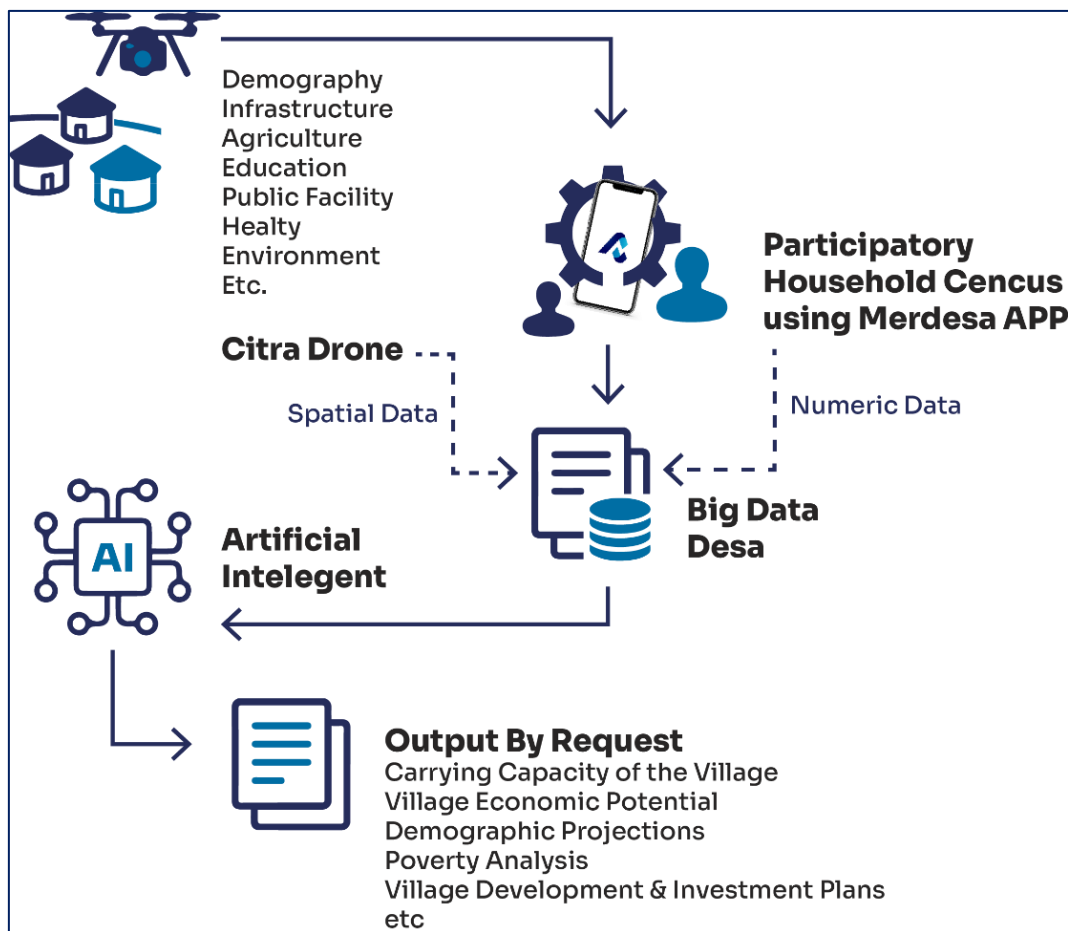 Demography
Infrastructure
Agriculture
Education
Public Facility
Healty
Environment
Etc.
Participatory
Household Cencus
using Merdesa APP
Citra Drone
Spatial Data
Numeric Data
Big Data
Desa
AI
Artificial
Intelegent
Output By Request
Carrying Capacity of the Village
Village Economic Potential
Demographic Projections
Poverty Analysis
Village Development & Investment Plans
etc